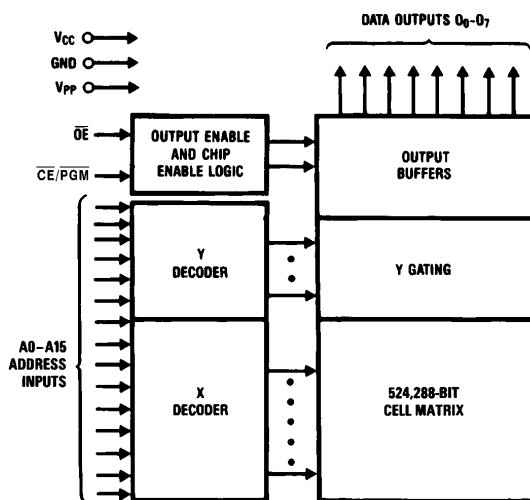 DATA OUTPUTS O0-O7
VCC
GND
VPP
OE
CE/PGM
OUTPUT ENABLE
AND CHIP
ENABLE LOGIC
OUTPUT
BUFFERS
Y
DECODER
Y GATING
A0–A15
ADDRESS
INPUTS
X
DECODER
524,288-BIT
CELL MATRIX